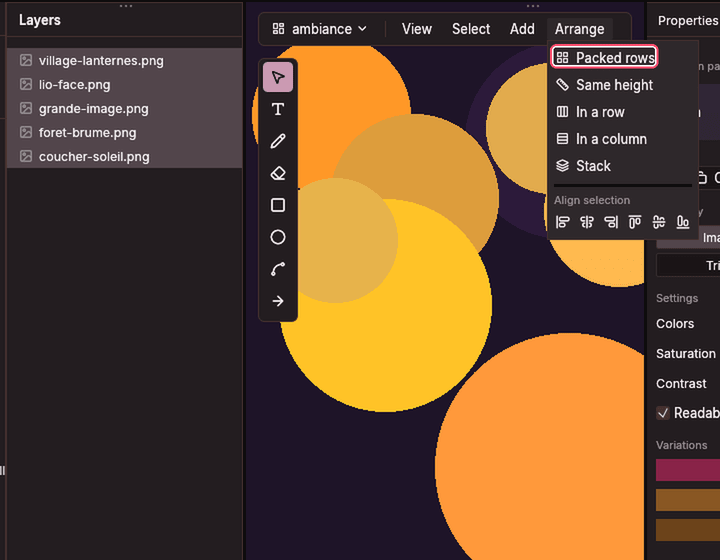 Layers
village-lanternes.png
lio-face.png
grande-image.png
foret-brume.png
coucher-soleil.png
ambiance
View
Select
Add
Arrange
Packed rows
Same height
In a row
In a column
Stack
Align selection
T
Properties
Settings
Colors
Saturation
Contrast
Variations